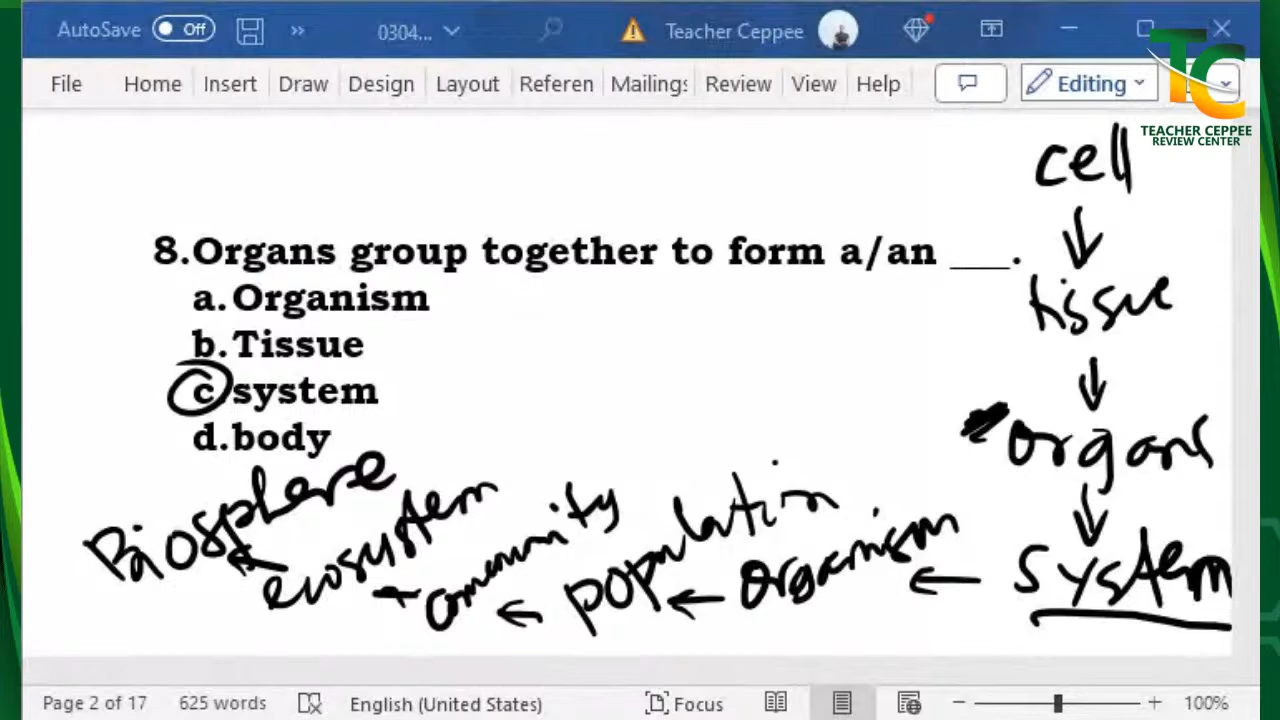 AutoSave Off » 0304... Teacher Ceppee
File Home Insert Draw Design Layout Referen Mailings Review View Help Editing
TC
TEACHER CEPPEE
REVIEW CENTER
cell
8.Organs group together to form a/an ___.
a.Organism
tissue
b.Tissue
c.system
d.body
organs
Biosphere ecosystem community population organism system
Page 2 of 17 625 words English (United States) Focus 100%